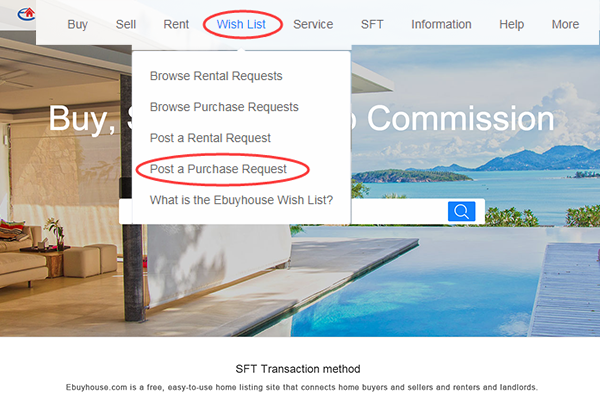 Buy Sell Rent Wish List Service SFT Information Help More
Browse Rental Requests
Browse Purchase Requests
Buy, S o Commission
Post a Rental Request
Post a Purchase Request
What is the Ebuyhouse Wish List?
SFT Transaction method
Ebuyhouse.com is a free, easy-to-use home listing site that connects home buyers and sellers and renters and landlords.